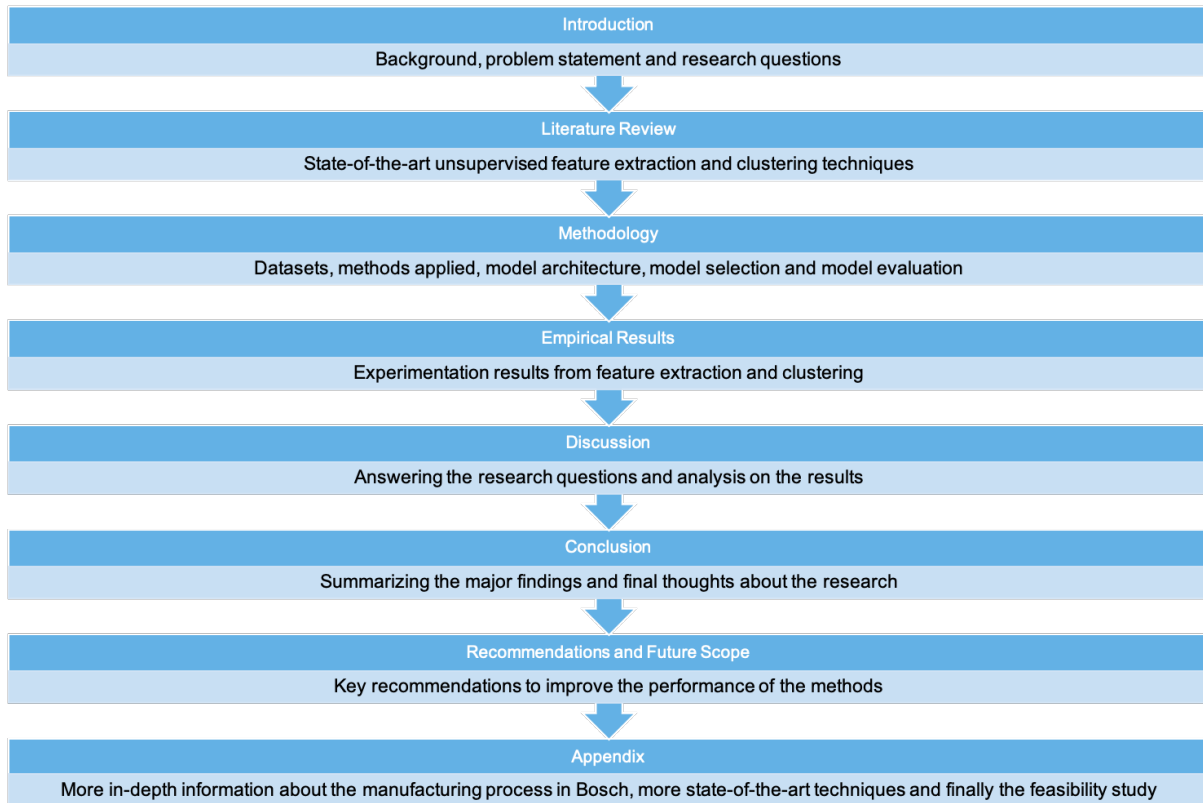 Introduction
Background, problem statement and research questions
Literature Review
State-of-the-art unsupervised feature extraction and clustering techniques
Methodology
Datasets, methods applied, model architecture, model selection and model evaluation
Empirical Results
Experimentation results from feature extraction and clustering
Discussion
Answering the research questions and analysis on the results
Conclusion
Summarizing the major findings and final thoughts about the research
Recommendations and Future Scope
Key recommendations to improve the performance of the methods
Appendix
More in-depth information about the manufacturing process in Bosch, more state-of-the-art techniques and finally the feasibility study